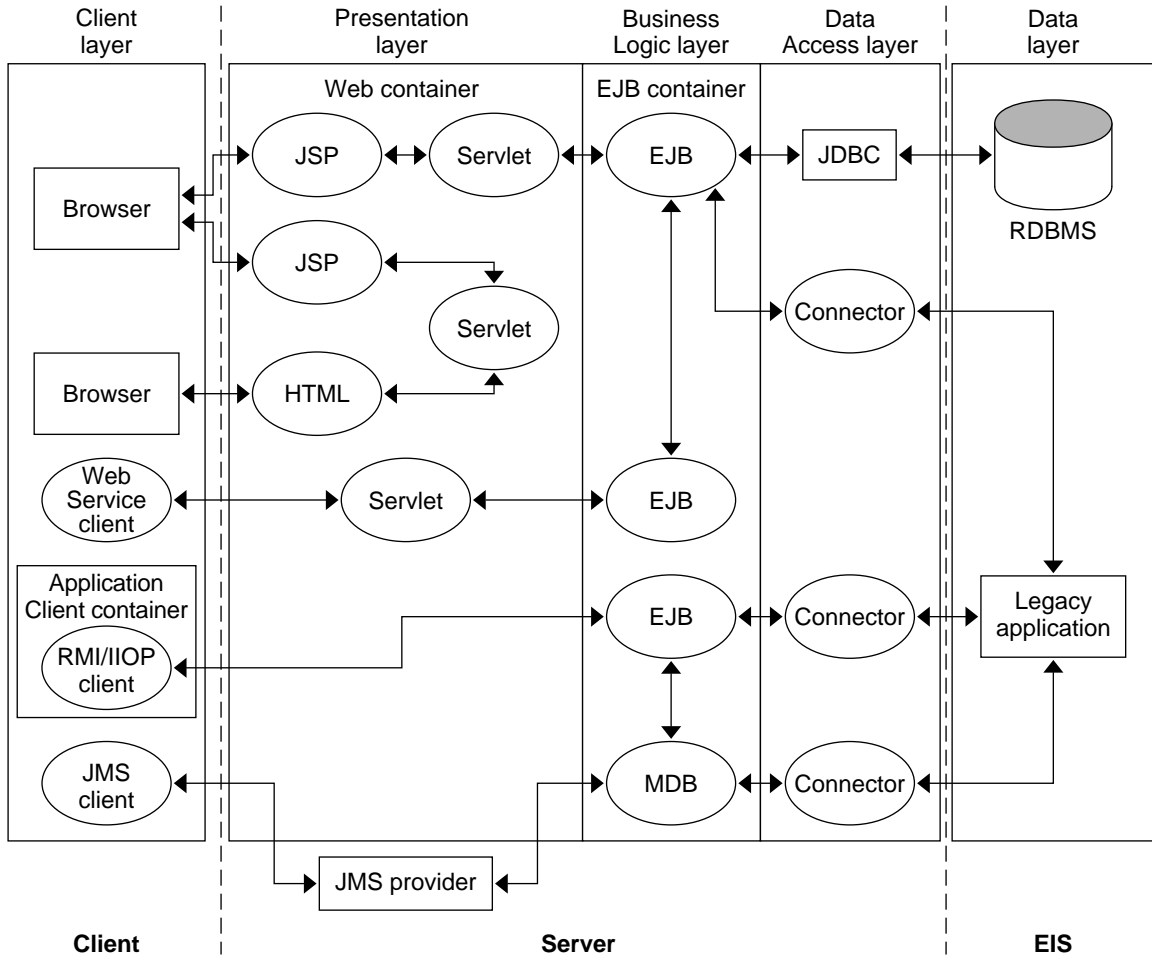 Client
layer
Presentation
layer
Business
Logic layer
Data
Access layer
Data
layer
Web container
EJB container
JSP
Servlet
EJB
JDBC
RDBMS
Browser
JSP
Servlet
Connector
Browser
HTML
Web
Service
client
Servlet
EJB
Application
Client container
RMI/IIOP
client
EJB
Connector
Legacy
application
JMS
client
MDB
Connector
JMS provider
Client
Server
EIS